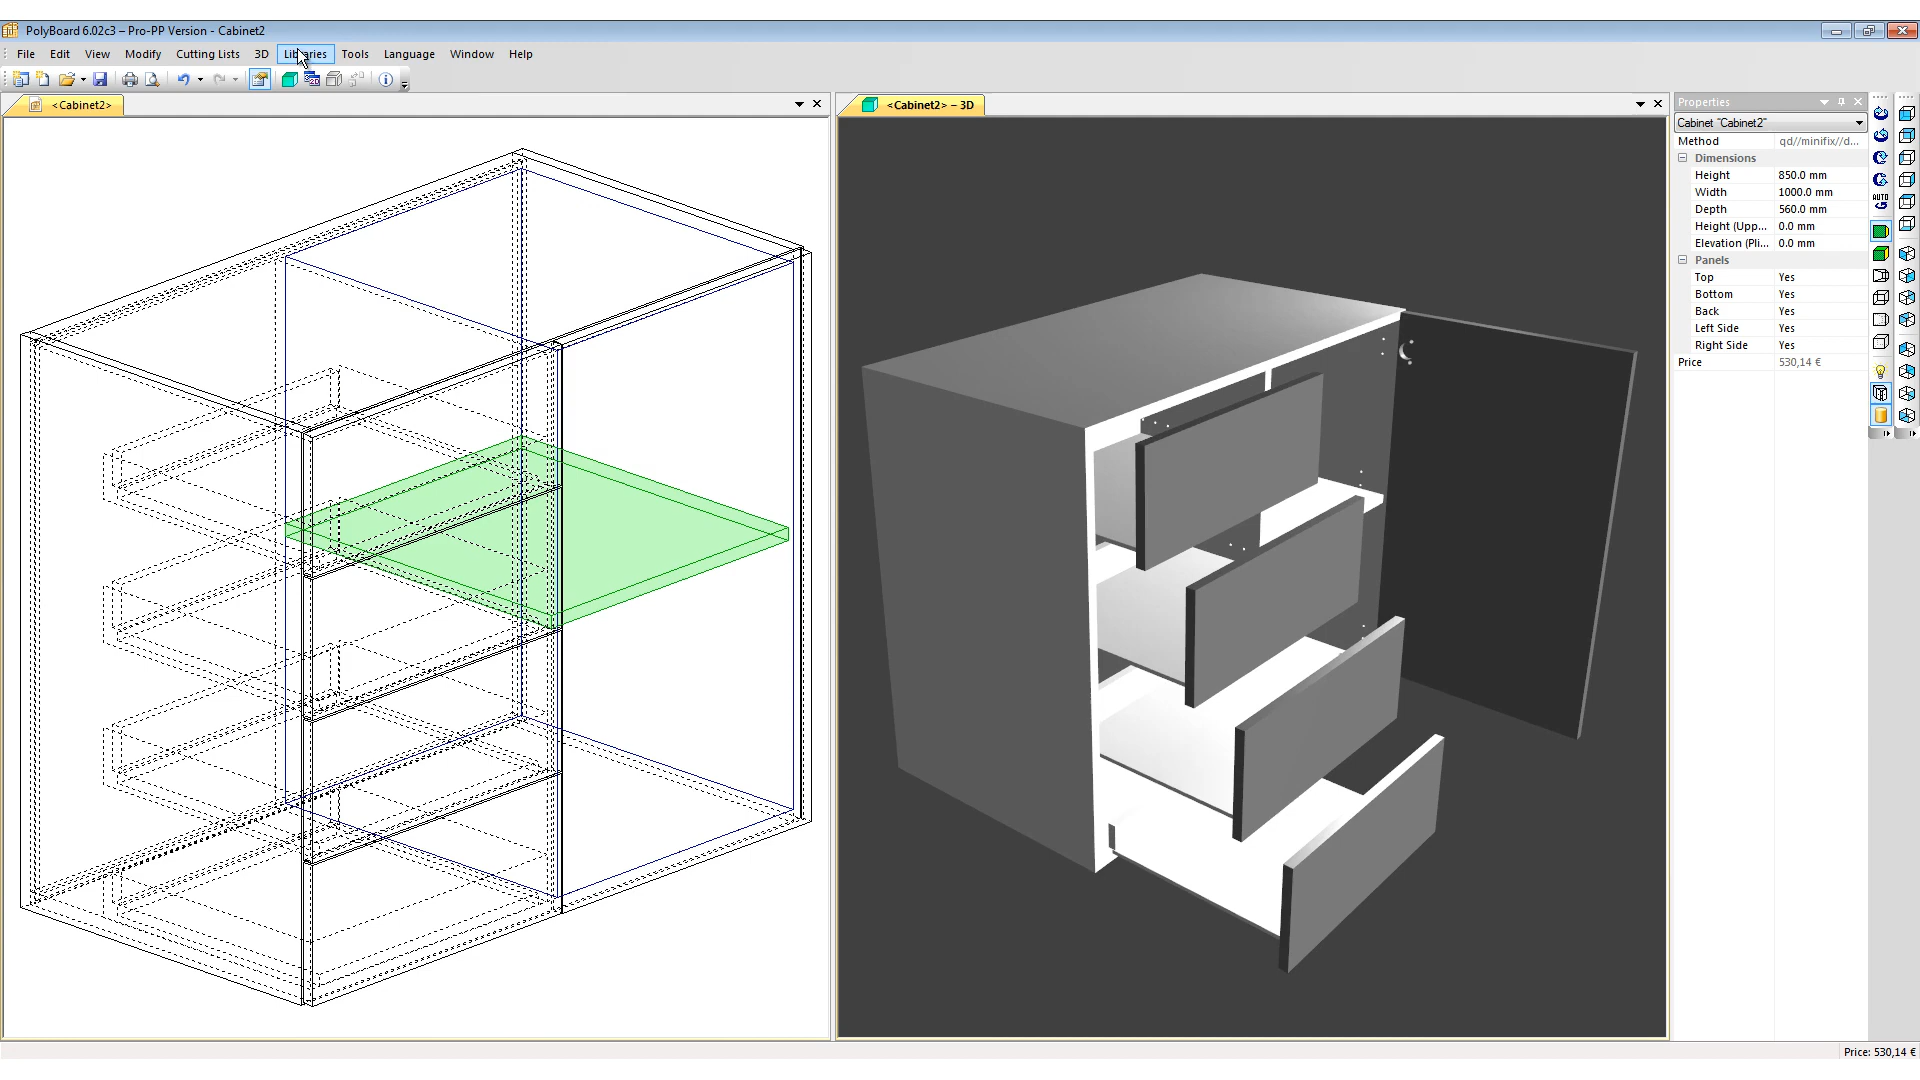 PolyBoard 6.02c3 – Pro-PP Version - Cabinet2
File Edit View Modify Cutting Lists 3D Libraries Tools Language Window Help
<Cabinet2>
<Cabinet2> – 3D
Properties
Cabinet "Cabinet2"
Method qd//minifix//d...
Dimensions
Height 850.0 mm
Width 1000.0 mm
Depth 560.0 mm
Height (Upp... 0.0 mm
Elevation (Pli... 0.0 mm
Panels
Top Yes
Bottom Yes
Back Yes
Left Side Yes
Right Side Yes
Price 530,14 €
AUTO
Price: 530,14 €